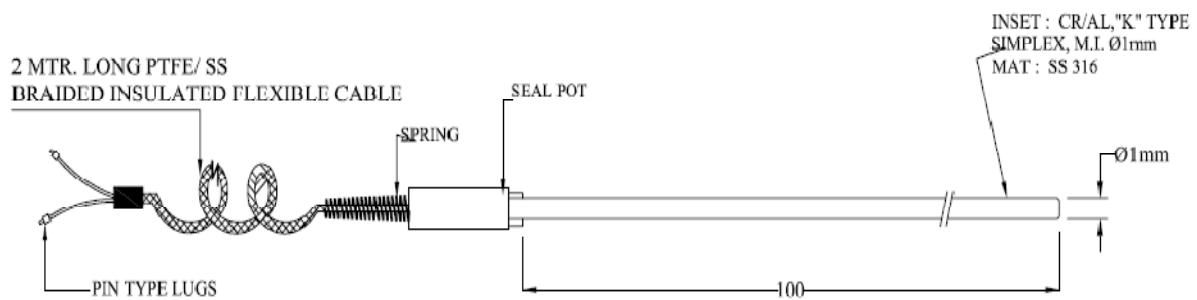 INSET : CR/AL,"K" TYPE
SIMPLEX, M.I. Ø1mm
MAT : SS 316
2 MTR. LONG PTFE/ SS
BRAIDED INSULATED FLEXIBLE CABLE
SEAL POT
SPRING
Ø1mm
PIN TYPE LUGS
100